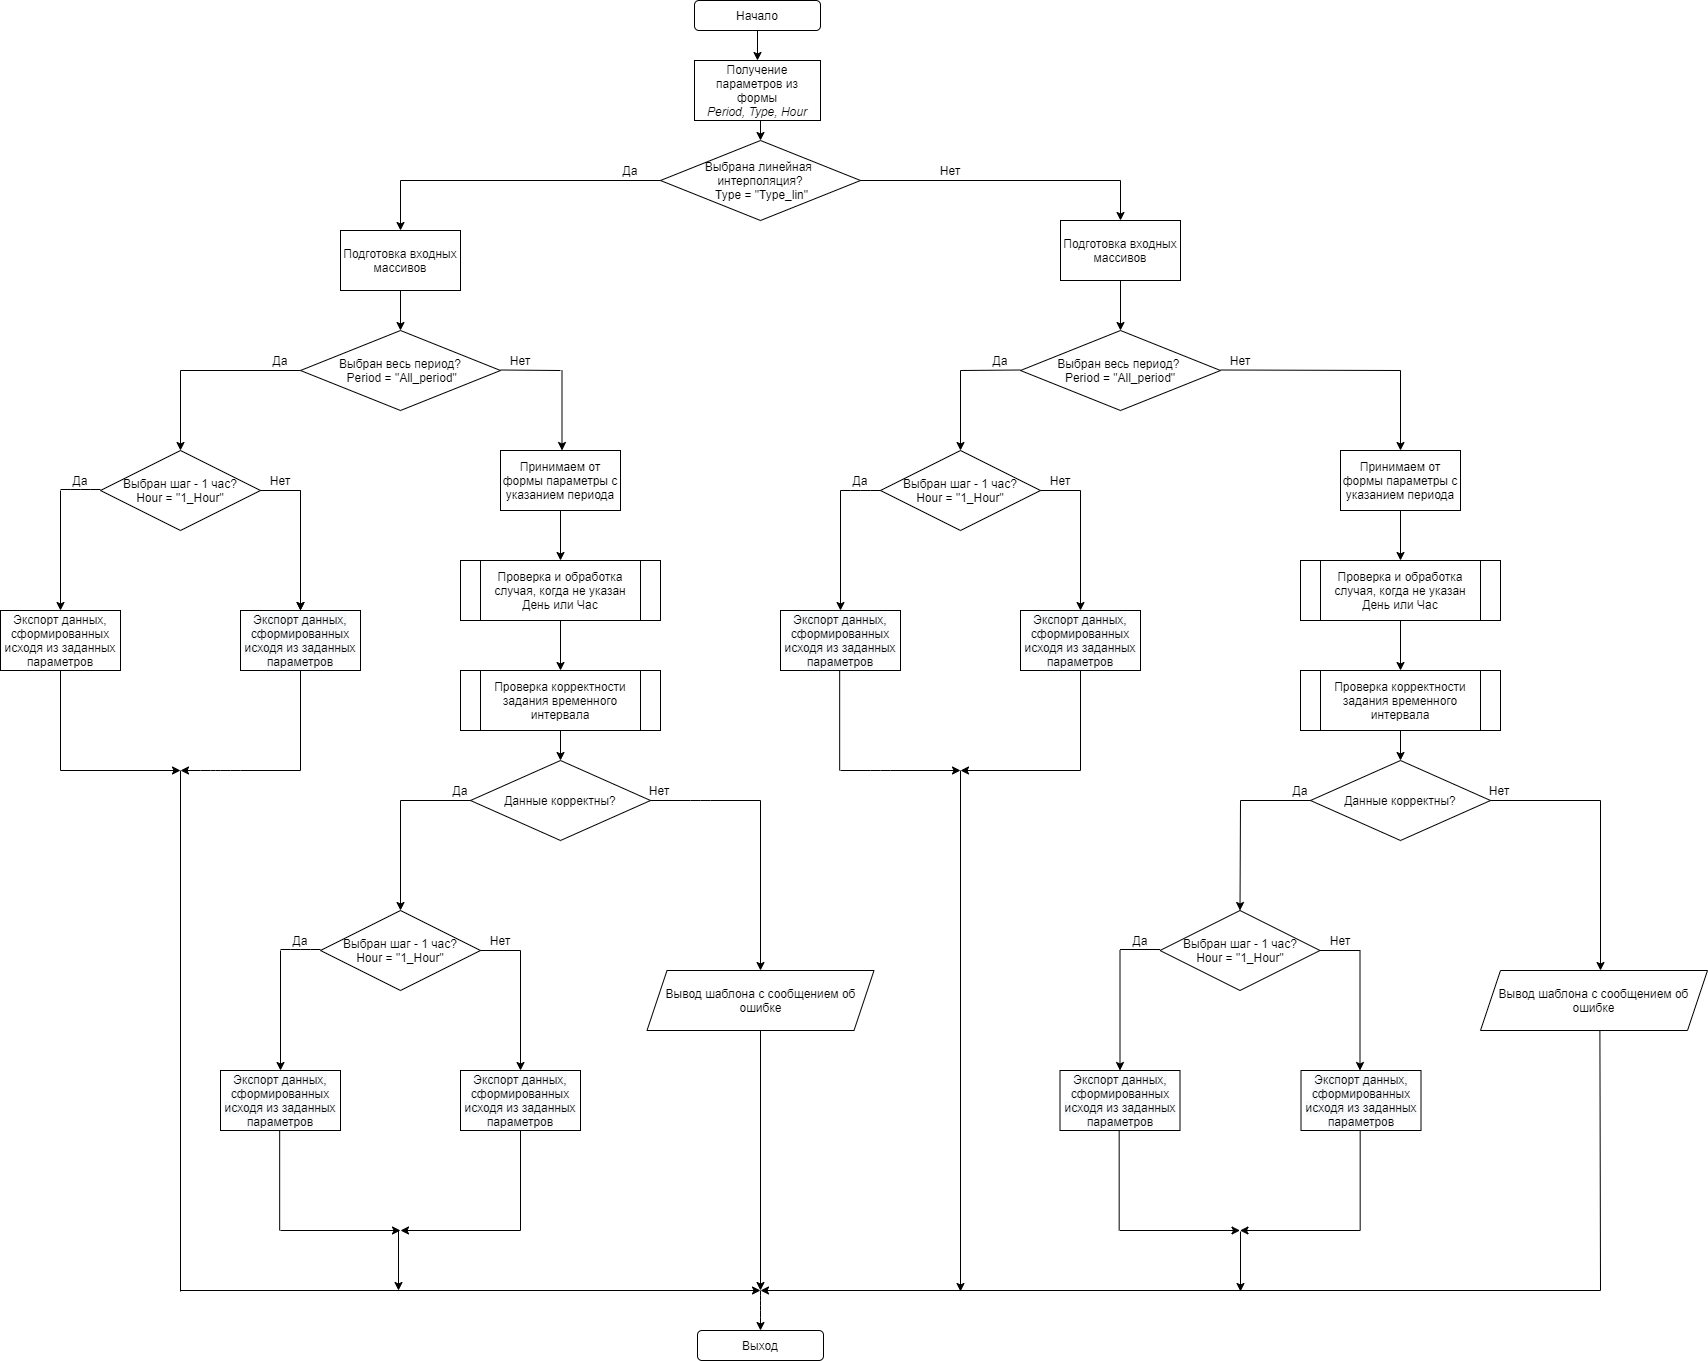 Начало
Получение
параметров из
формы
Period, Type, Hour
Выбрана линейная
интерполяция?
Type = "Type_lin"
Да
Нет
Подготовка входных
массивов
Подготовка входных
массивов
Выбран весь период?
Period = "All_period"
Да
Нет
Выбран весь период?
Period = "All_period"
Да
Нет
Выбран шаг - 1 час?
Hour = "1_Hour"
Да
Нет
Принимаем от
формы параметры с
указанием периода
Выбран шаг - 1 час?
Hour = "1_Hour"
Да
Нет
Принимаем от
формы параметры с
указанием периода
Проверка и обработка
случая, когда не указан
День или Час
Проверка и обработка
случая, когда не указан
День или Час
Экспорт данных,
сформированных
исходя из заданных
параметров
Экспорт данных,
сформированных
исходя из заданных
параметров
Экспорт данных,
сформированных
исходя из заданных
параметров
Экспорт данных,
сформированных
исходя из заданных
параметров
Проверка корректности
задания временного
интервала
Проверка корректности
задания временного
интервала
Да
Данные корректны?
Нет
Да
Данные корректны?
Нет
Да
Выбран шаг - 1 час?
Hour = "1_Hour"
Нет
Вывод шаблона с сообщением об
ошибке
Да
Выбран шаг - 1 час?
Hour = "1_Hour"
Нет
Вывод шаблона с сообщением об
ошибке
Экспорт данных,
сформированных
исходя из заданных
параметров
Экспорт данных,
сформированных
исходя из заданных
параметров
Экспорт данных,
сформированных
исходя из заданных
параметров
Экспорт данных,
сформированных
исходя из заданных
параметров
Выход